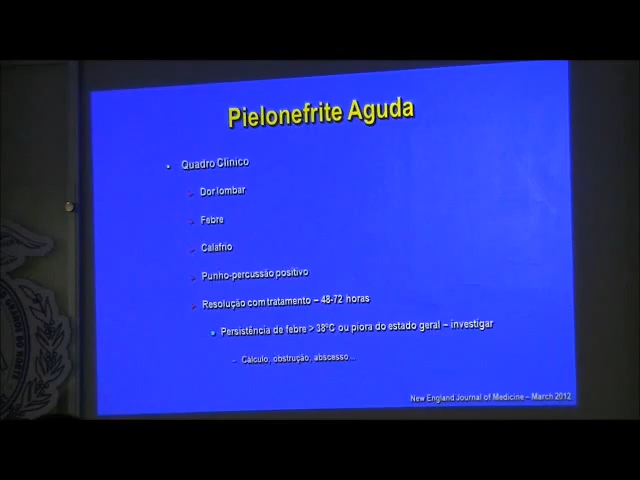 Pielonefrite Aguda
• Quadro Clínico
Dor lombar
Febre
Calafrio
Punho-percussão positivo
Resolução com tratamento – 48-72 horas
• Persistência de febre > 38°C ou piora do estado geral – investigar
– Cálculo, obstrução, abscesso...
New England Journal of Medicine – March 2012